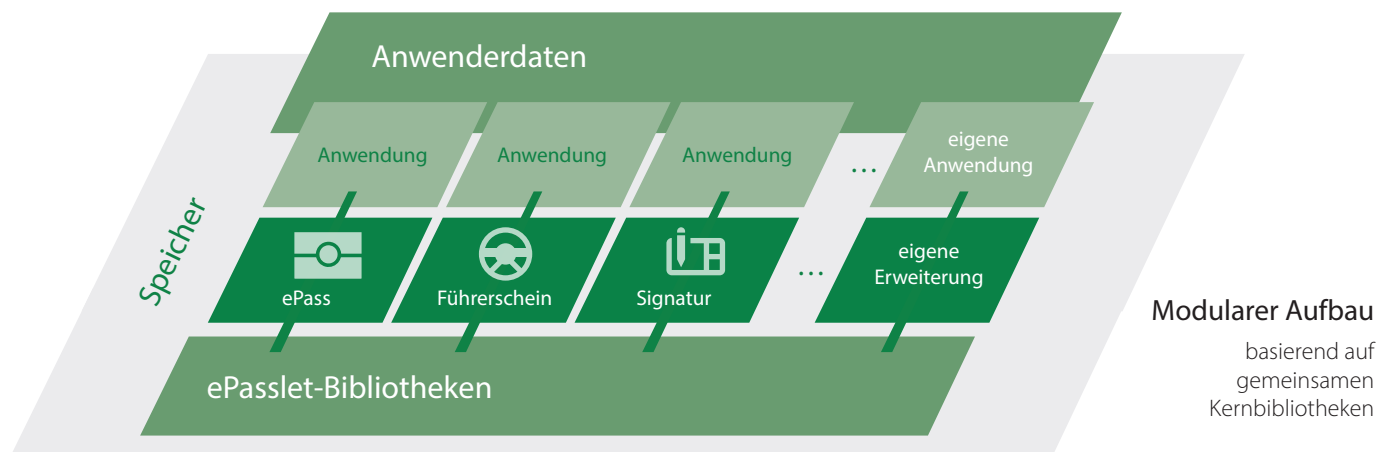 Anwenderdaten
Anwendung
Anwendung
Anwendung
…
eigene
Anwendung
Speicher
ePass
Führerschein
Signatur
…
eigene
Erweiterung
ePasslet-Bibliotheken
Modularer Aufbau
basierend auf
gemeinsamen
Kernbibliotheken